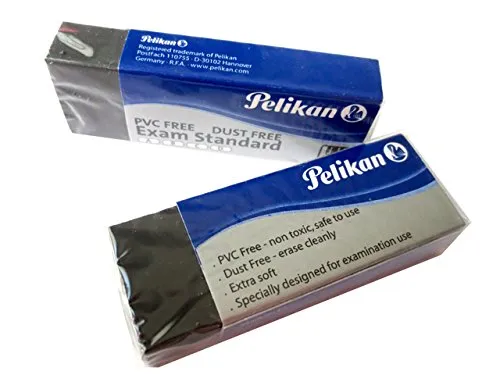 Pelikan
Registered trademark of Pelikan
PostFach 110755 · D-30102 Hannover
Germany · R.F.A. · www.pelikan.com
Pelikan
PVC FREE DUST FREE
Exam Standard
Pelikan
· PVC Free - non toxic, safe to use
· Dust Free - erase cleanly
· Extra soft
· Specially designed for examination use